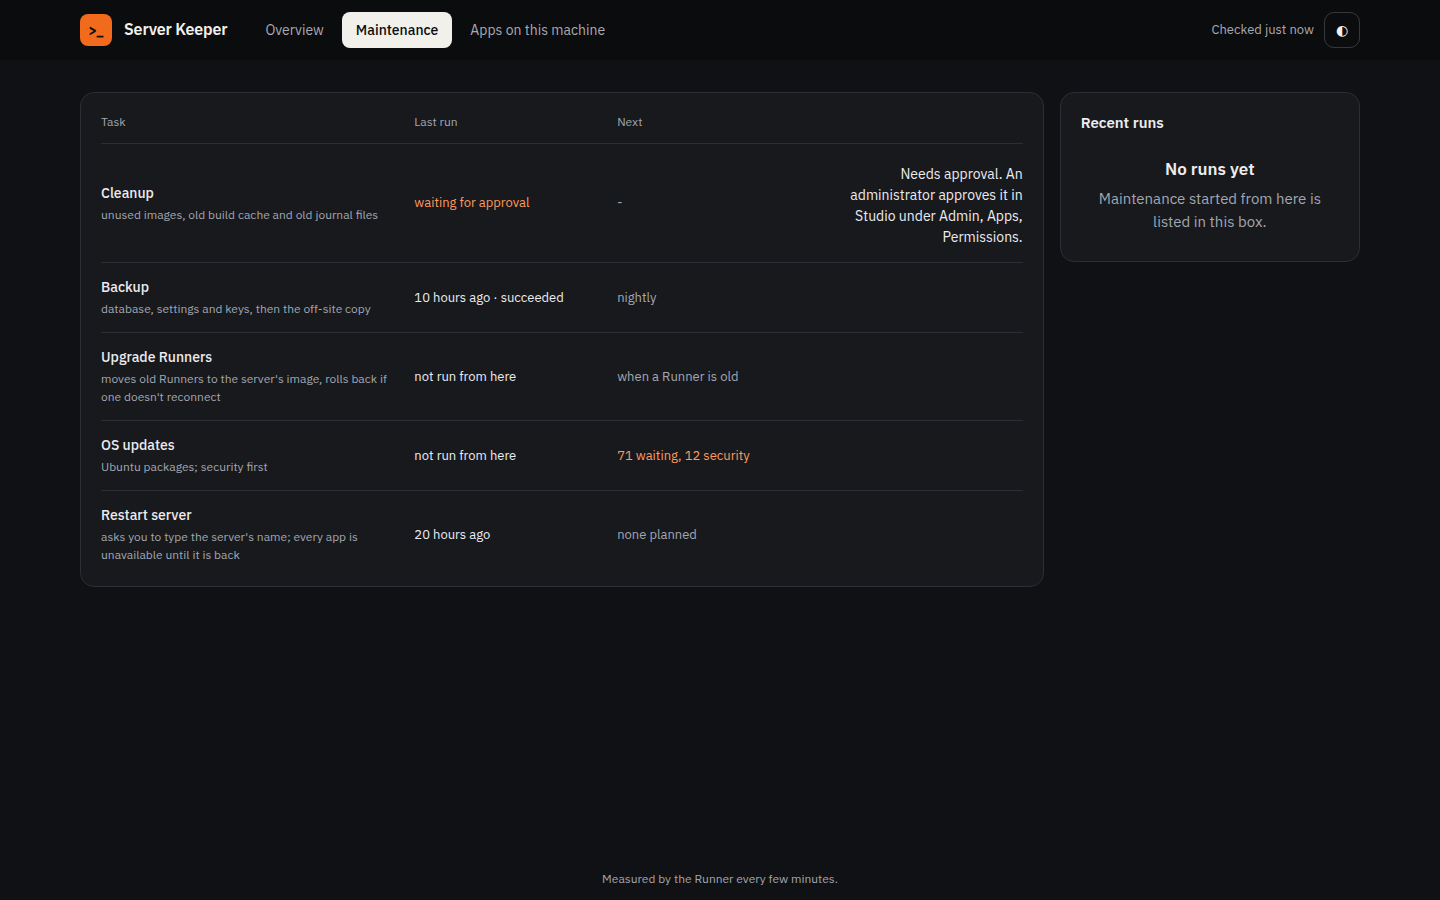 >_ Server Keeper Overview Maintenance Apps on this machine Checked just now
Task Last run Next
Cleanup
unused images, old build cache and old journal files
waiting for approval
-
Needs approval. An
administrator approves it in
Studio under Admin, Apps,
Permissions.
Backup
database, settings and keys, then the off-site copy
10 hours ago · succeeded
nightly
Upgrade Runners
moves old Runners to the server's image, rolls back if
one doesn't reconnect
not run from here
when a Runner is old
OS updates
Ubuntu packages; security first
not run from here
71 waiting, 12 security
Restart server
asks you to type the server's name; every app is
unavailable until it is back
20 hours ago
none planned
Recent runs
No runs yet
Maintenance started from here is
listed in this box.
Measured by the Runner every few minutes.